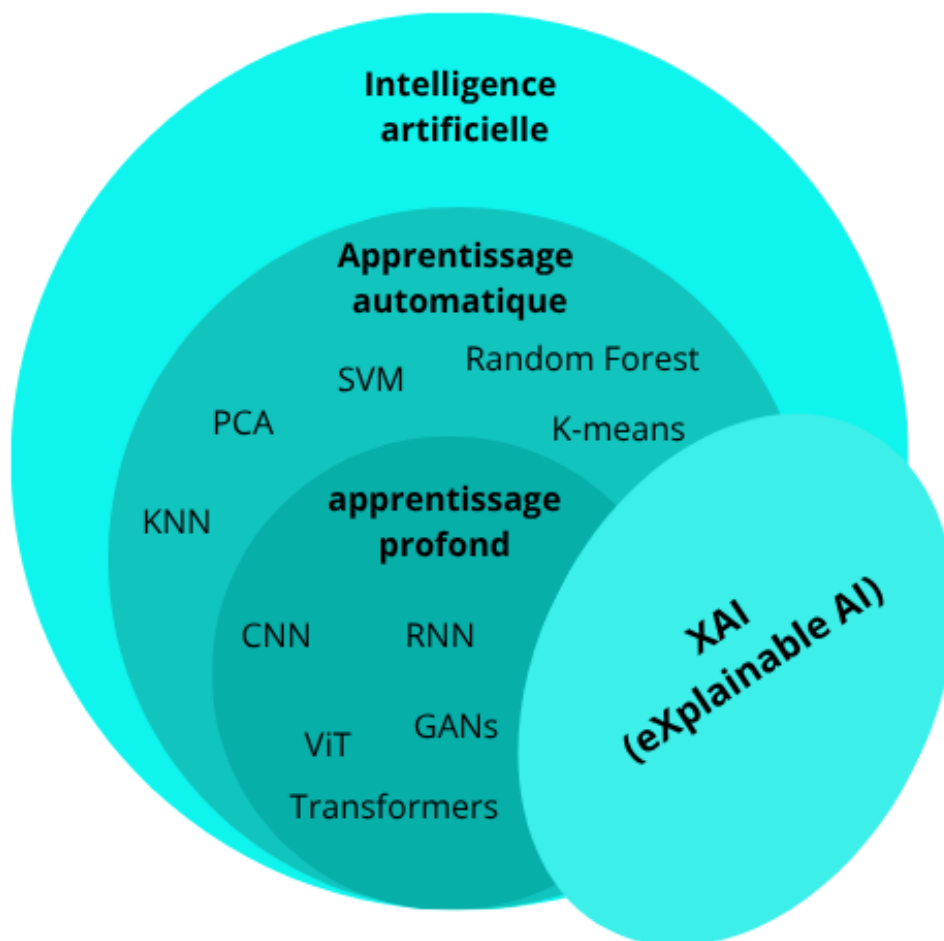 Intelligence
artificielle
Apprentissage
automatique
Random Forest
SVM
PCA
K-means
apprentissage
profond
KNN
CNN
RNN
XAI
(eXplainable AI)
GANs
ViT
Transformers